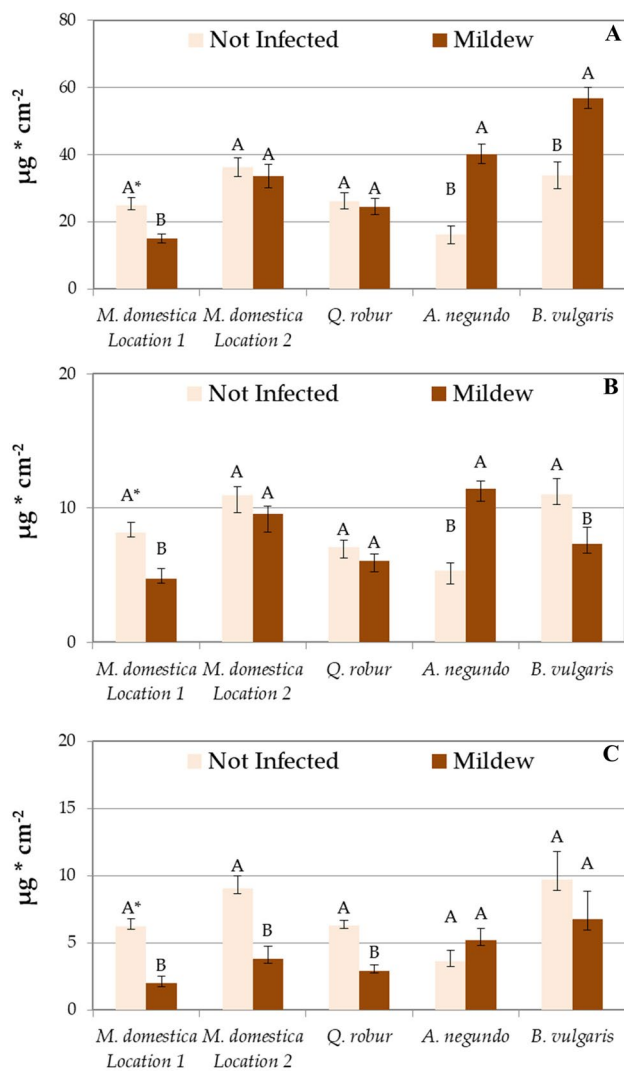 80
Not Infected
Mildew
A
60
40
20
0
µg * cm-2
A*
B
A
A
A
A
B
A
B
A
M. domestica
Location 1
M. domestica
Location 2
Q. robur
A. negundo
B. vulgaris
20
Not Infected
Mildew
B
10
0
µg * cm-2
A*
B
A
A
A
A
B
A
A
B
M. domestica
Location 1
M. domestica
Location 2
Q. robur
A. negundo
B. vulgaris
20
Not Infected
Mildew
C
15
10
5
0
µg * cm-2
A*
B
A
B
A
B
A
A
A
A
M. domestica
Location 1
M. domestica
Location 2
Q. robur
A. negundo
B. vulgaris